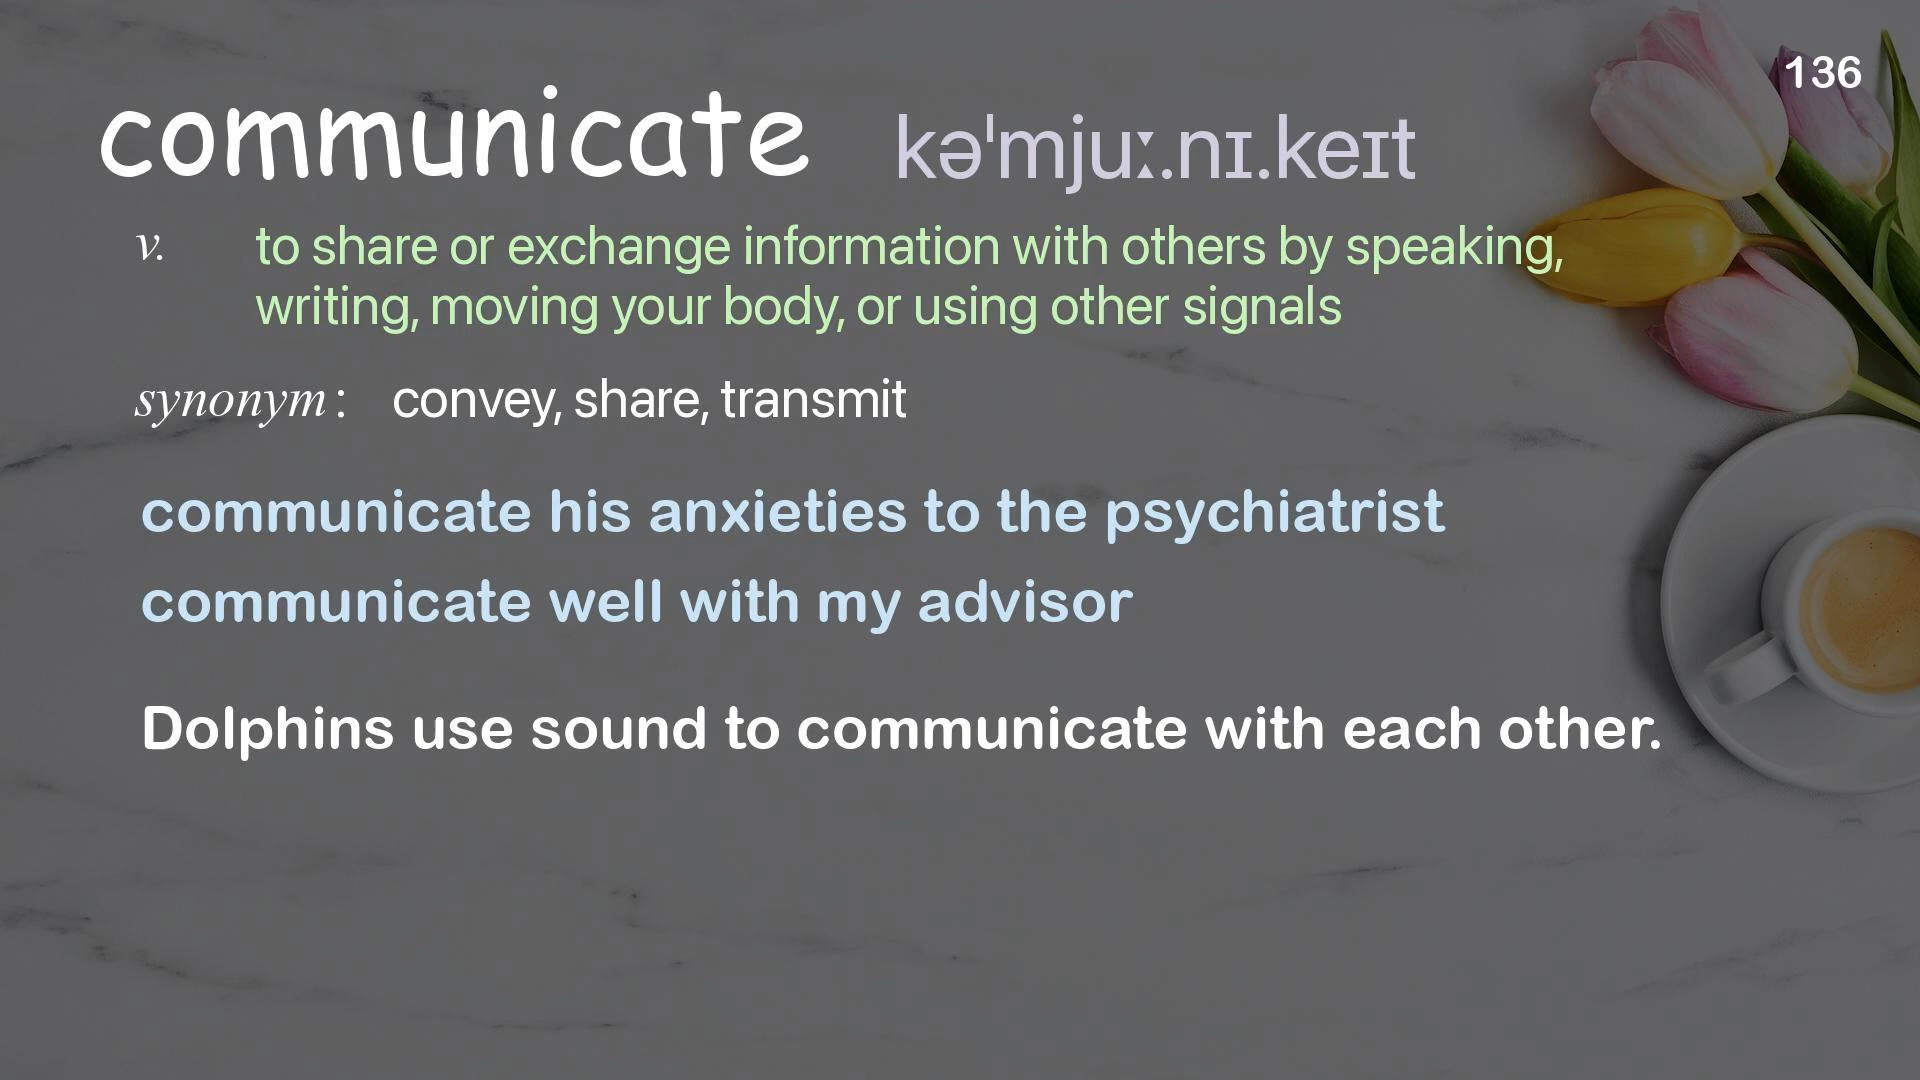 136
communicate kəˈmjuː.nɪ.keɪt
v. to share or exchange information with others by speaking,
writing, moving your body, or using other signals
synonym : convey, share, transmit
communicate his anxieties to the psychiatrist
communicate well with my advisor
Dolphins use sound to communicate with each other.